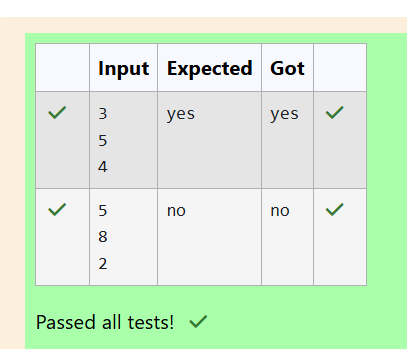 Input Expected Got
3 yes yes
5
4
5 no no
8
2
Passed all tests!